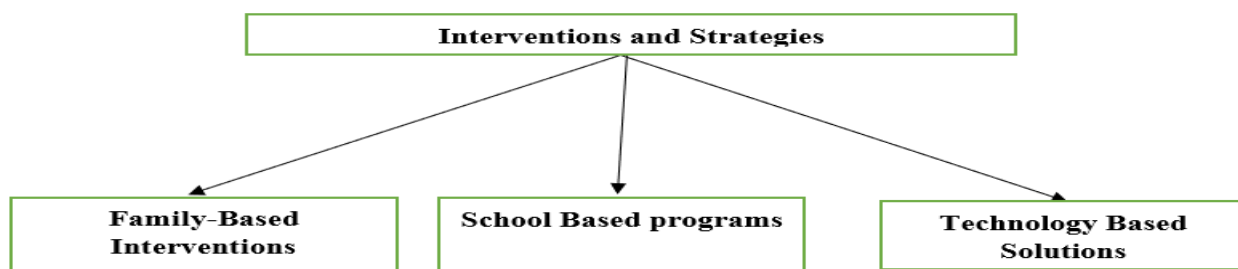 Interventions and Strategies
Family-Based
Interventions
School Based programs
Technology Based
Solutions